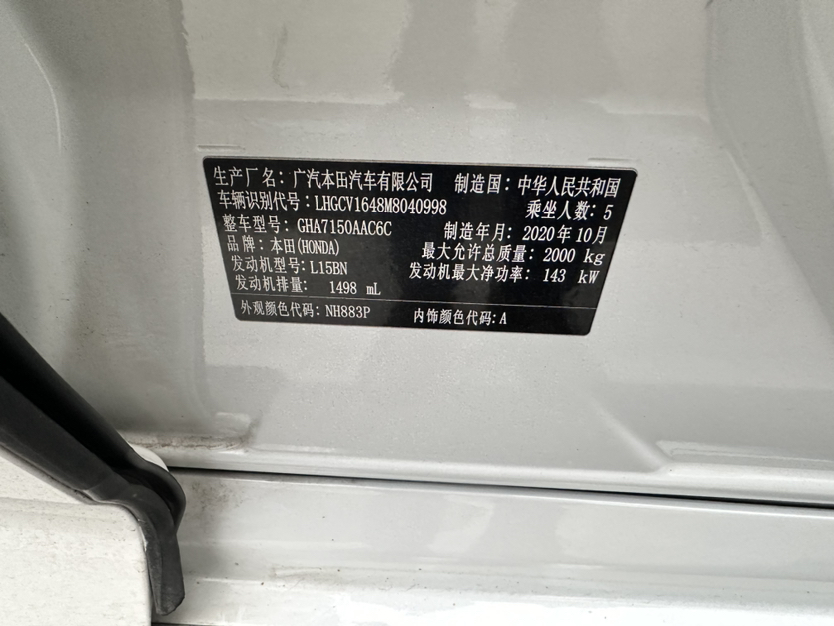 生产厂名：广汽本田汽车有限公司 制造国：中华人民共和国
车辆识别代号：LHGCV1648M8040998 乘坐人数：5
整车型号：GHA7150AAC6C 制造年月：2020年10月
品牌：本田(HONDA) 最大允许总质量：2000 kg
发动机型号：L15BN 发动机最大净功率：143 kW
发动机排量： 1498 mL
外观颜色代码：NH883P 内饰颜色代码：A